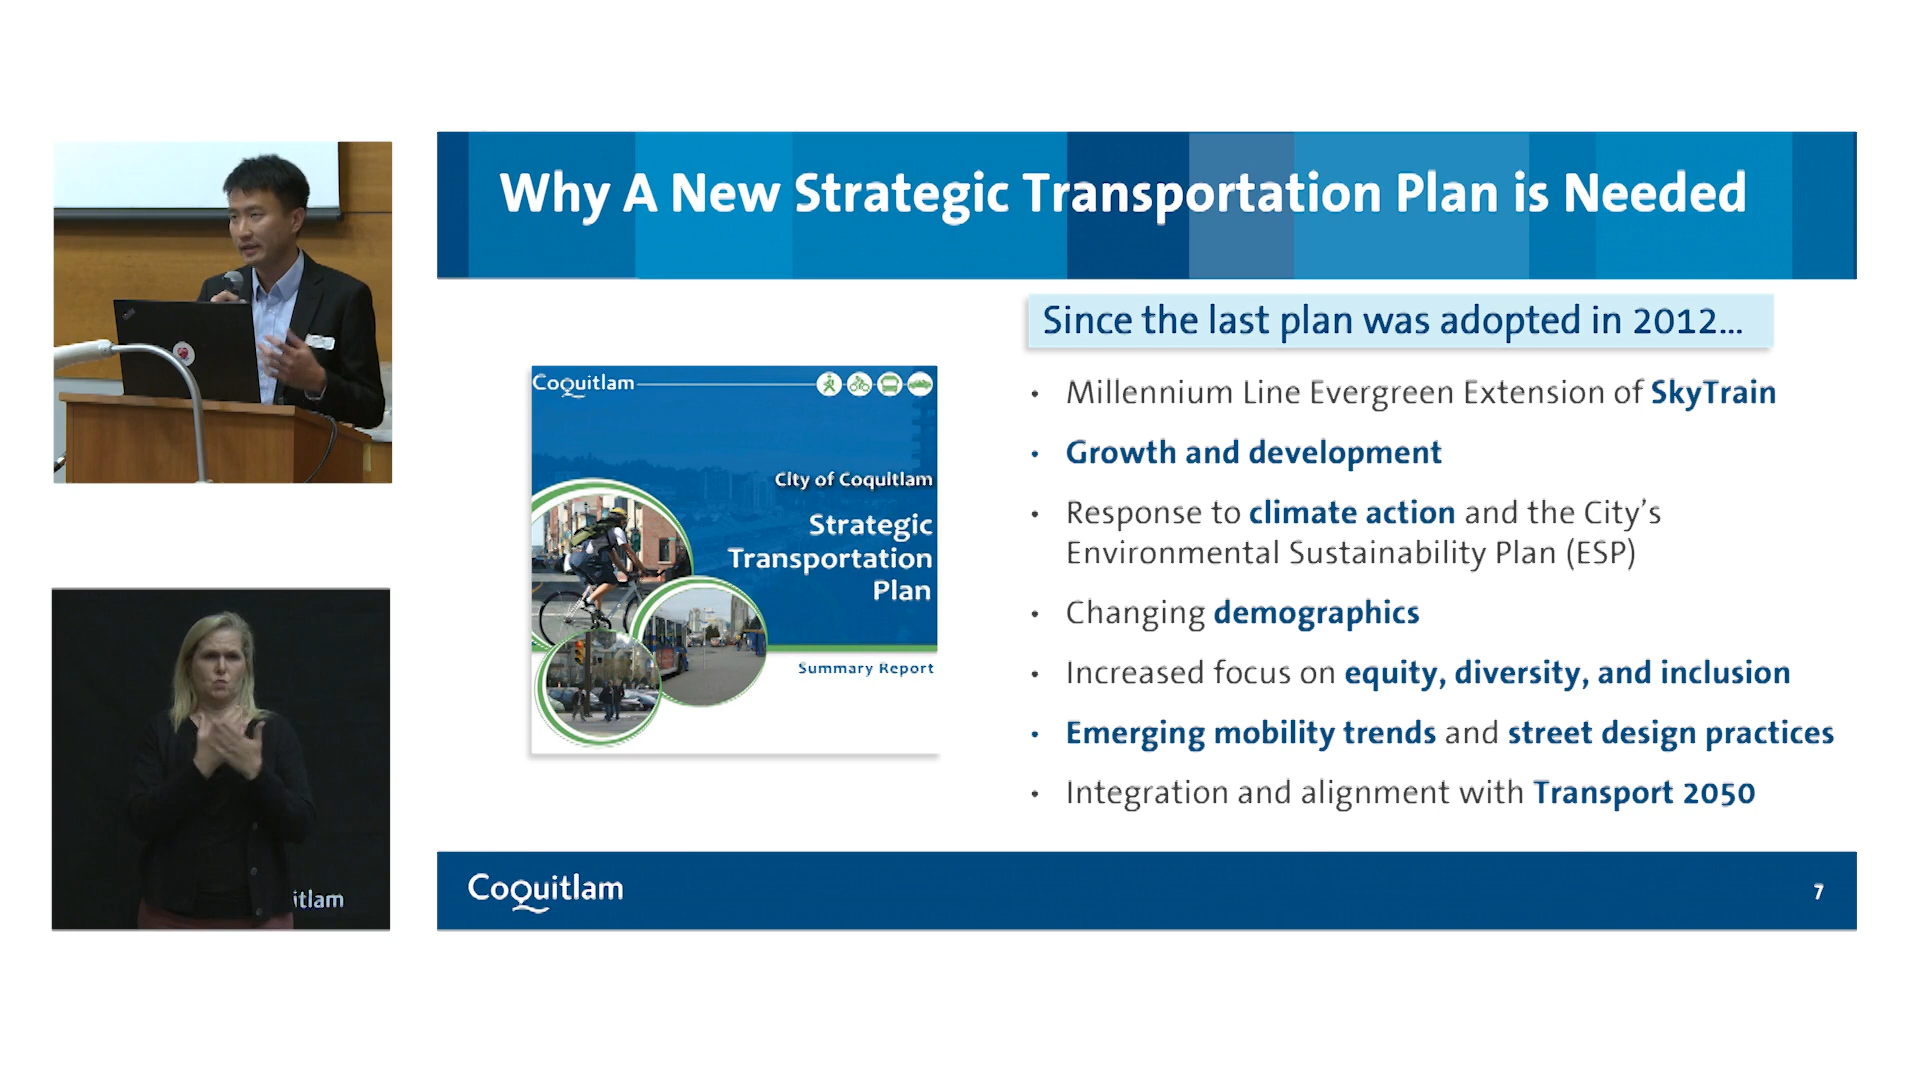 Why A New Strategic Transportation Plan is Needed
Since the last plan was adopted in 2012...
Coquitlam
City of Coquitlam
Strategic
Transportation
Plan
Summary Report
• Millennium Line Evergreen Extension of SkyTrain
• Growth and development
• Response to climate action and the City's
Environmental Sustainability Plan (ESP)
• Changing demographics
• Increased focus on equity, diversity, and inclusion
• Emerging mobility trends and street design practices
• Integration and alignment with Transport 2050
itlam
Coquitlam
7